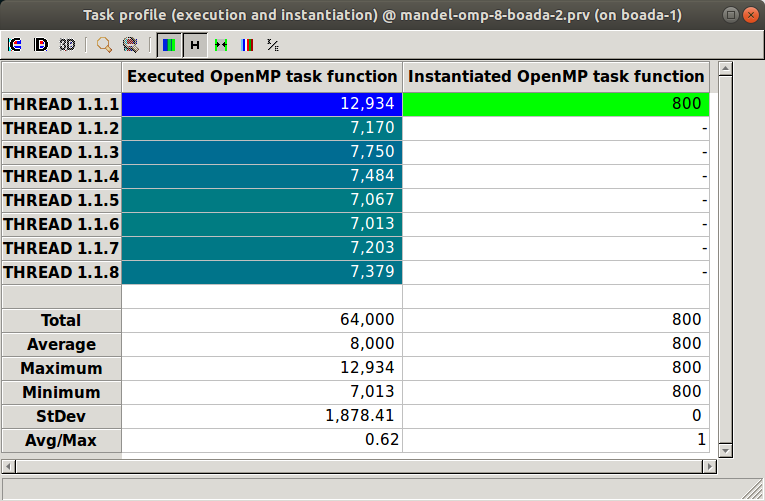 Task profile (execution and instantiation) @ mandel-omp-8-boada-2.prv (on boada-1)
3D
Executed OpenMP task function Instantiated OpenMP task function
THREAD 1.1.1 12,934 800
THREAD 1.1.2 7,170 -
THREAD 1.1.3 7,750 -
THREAD 1.1.4 7,484 -
THREAD 1.1.5 7,067 -
THREAD 1.1.6 7,013 -
THREAD 1.1.7 7,203 -
THREAD 1.1.8 7,379 -
Total 64,000 800
Average 8,000 800
Maximum 12,934 800
Minimum 7,013 800
StDev 1,878.41 0
Avg/Max 0.62 1